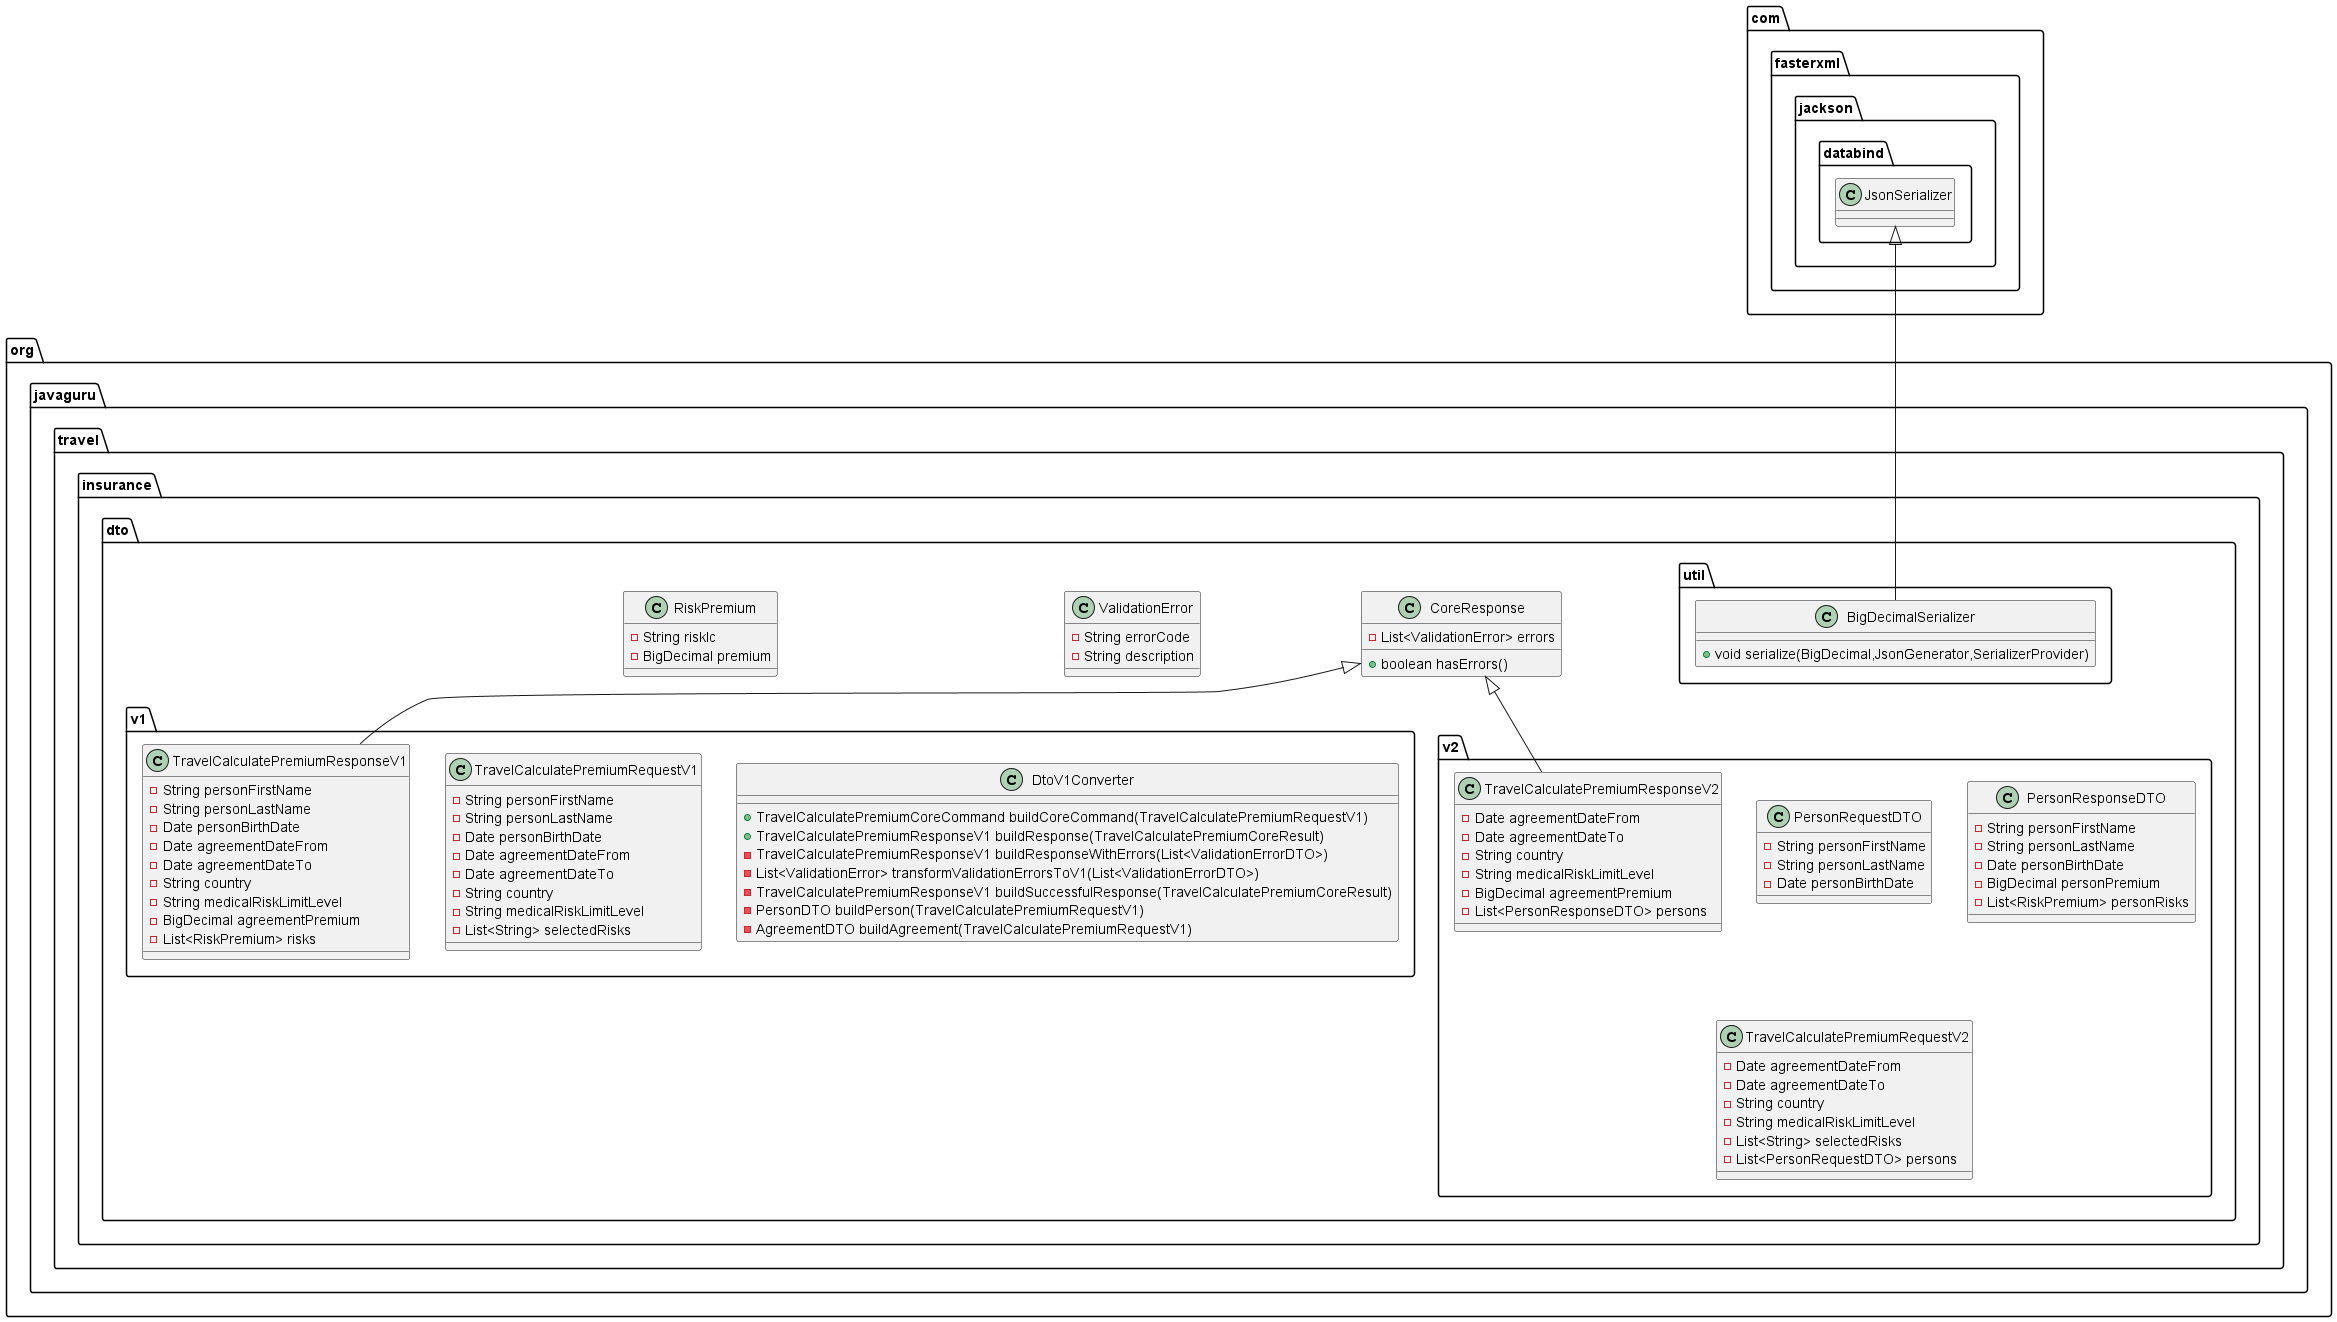 com
fasterxml
jackson
databind
C JsonSerializer
org
javaguru
travel
insurance
dto
C RiskPremium
String riskIc
BigDecimal premium
C ValidationError
String errorCode
String description
C CoreResponse
List<ValidationError> errors
boolean hasErrors()
util
C BigDecimalSerializer
void serialize(BigDecimal,JsonGenerator,SerializerProvider)
v1
C TravelCalculatePremiumResponseV1
String personFirstName
String personLastName
Date personBirthDate
Date agreementDateFrom
Date agreementDateTo
String country
String medicalRiskLimitLevel
BigDecimal agreementPremium
List<RiskPremium> risks
C TravelCalculatePremiumRequestV1
String personFirstName
String personLastName
Date personBirthDate
Date agreementDateFrom
Date agreementDateTo
String country
String medicalRiskLimitLevel
List<String> selectedRisks
C DtoV1Converter
TravelCalculatePremiumCoreCommand buildCoreCommand(TravelCalculatePremiumRequestV1)
TravelCalculatePremiumResponseV1 buildResponse(TravelCalculatePremiumCoreResult)
TravelCalculatePremiumResponseV1 buildResponseWithErrors(List<ValidationErrorDTO>)
List<ValidationError> transformValidationErrorsToV1(List<ValidationErrorDTO>)
TravelCalculatePremiumResponseV1 buildSuccessfulResponse(TravelCalculatePremiumCoreResult)
PersonDTO buildPerson(TravelCalculatePremiumRequestV1)
AgreementDTO buildAgreement(TravelCalculatePremiumRequestV1)
v2
C TravelCalculatePremiumResponseV2
Date agreementDateFrom
Date agreementDateTo
String country
String medicalRiskLimitLevel
BigDecimal agreementPremium
List<PersonResponseDTO> persons
C PersonRequestDTO
String personFirstName
String personLastName
Date personBirthDate
C PersonResponseDTO
String personFirstName
String personLastName
Date personBirthDate
BigDecimal personPremium
List<RiskPremium> personRisks
C TravelCalculatePremiumRequestV2
Date agreementDateFrom
Date agreementDateTo
String country
String medicalRiskLimitLevel
List<String> selectedRisks
List<PersonRequestDTO> persons